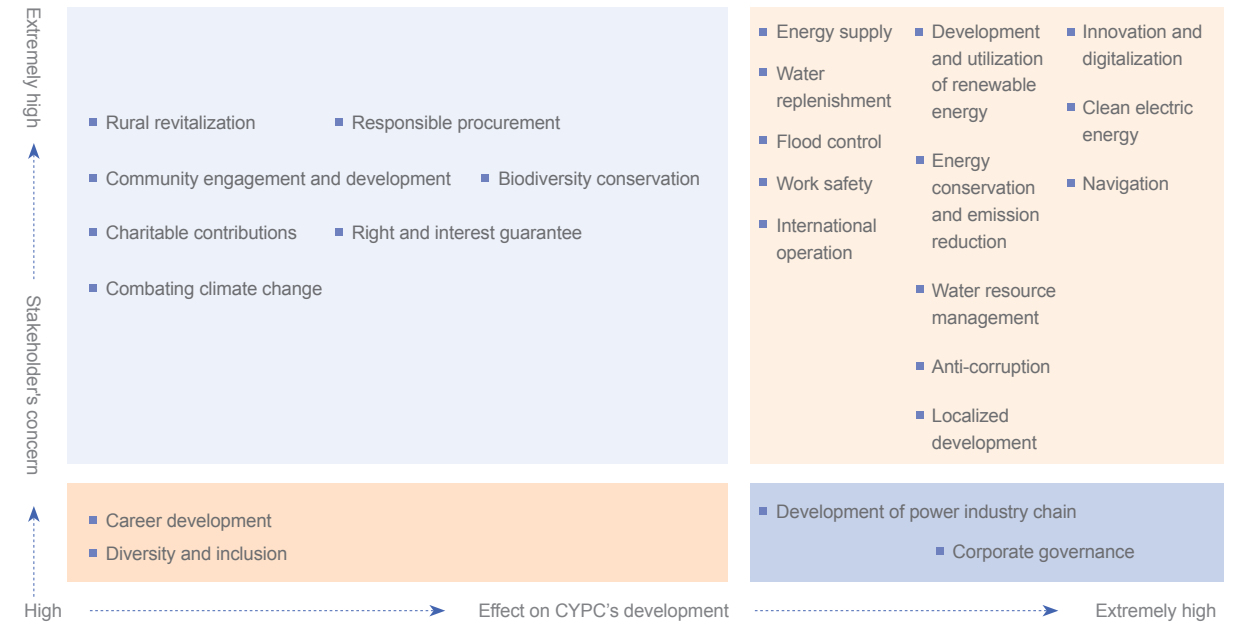 Extremely high
Stakeholder's concern
Rural revitalization
Responsible procurement
Community engagement and development
Biodiversity conservation
Charitable contributions
Right and interest guarantee
Combating climate change
Energy supply
Water
replenishment
Flood control
Work safety
International
operation
Development
and utilization
of renewable
energy
Energy
conservation
and emission
reduction
Water resource
management
Anti-corruption
Localized
development
Innovation and
digitalization
Clean electric
energy
Navigation
Career development
Diversity and inclusion
Development of power industry chain
Corporate governance
High
Effect on CYPC’s development
Extremely high